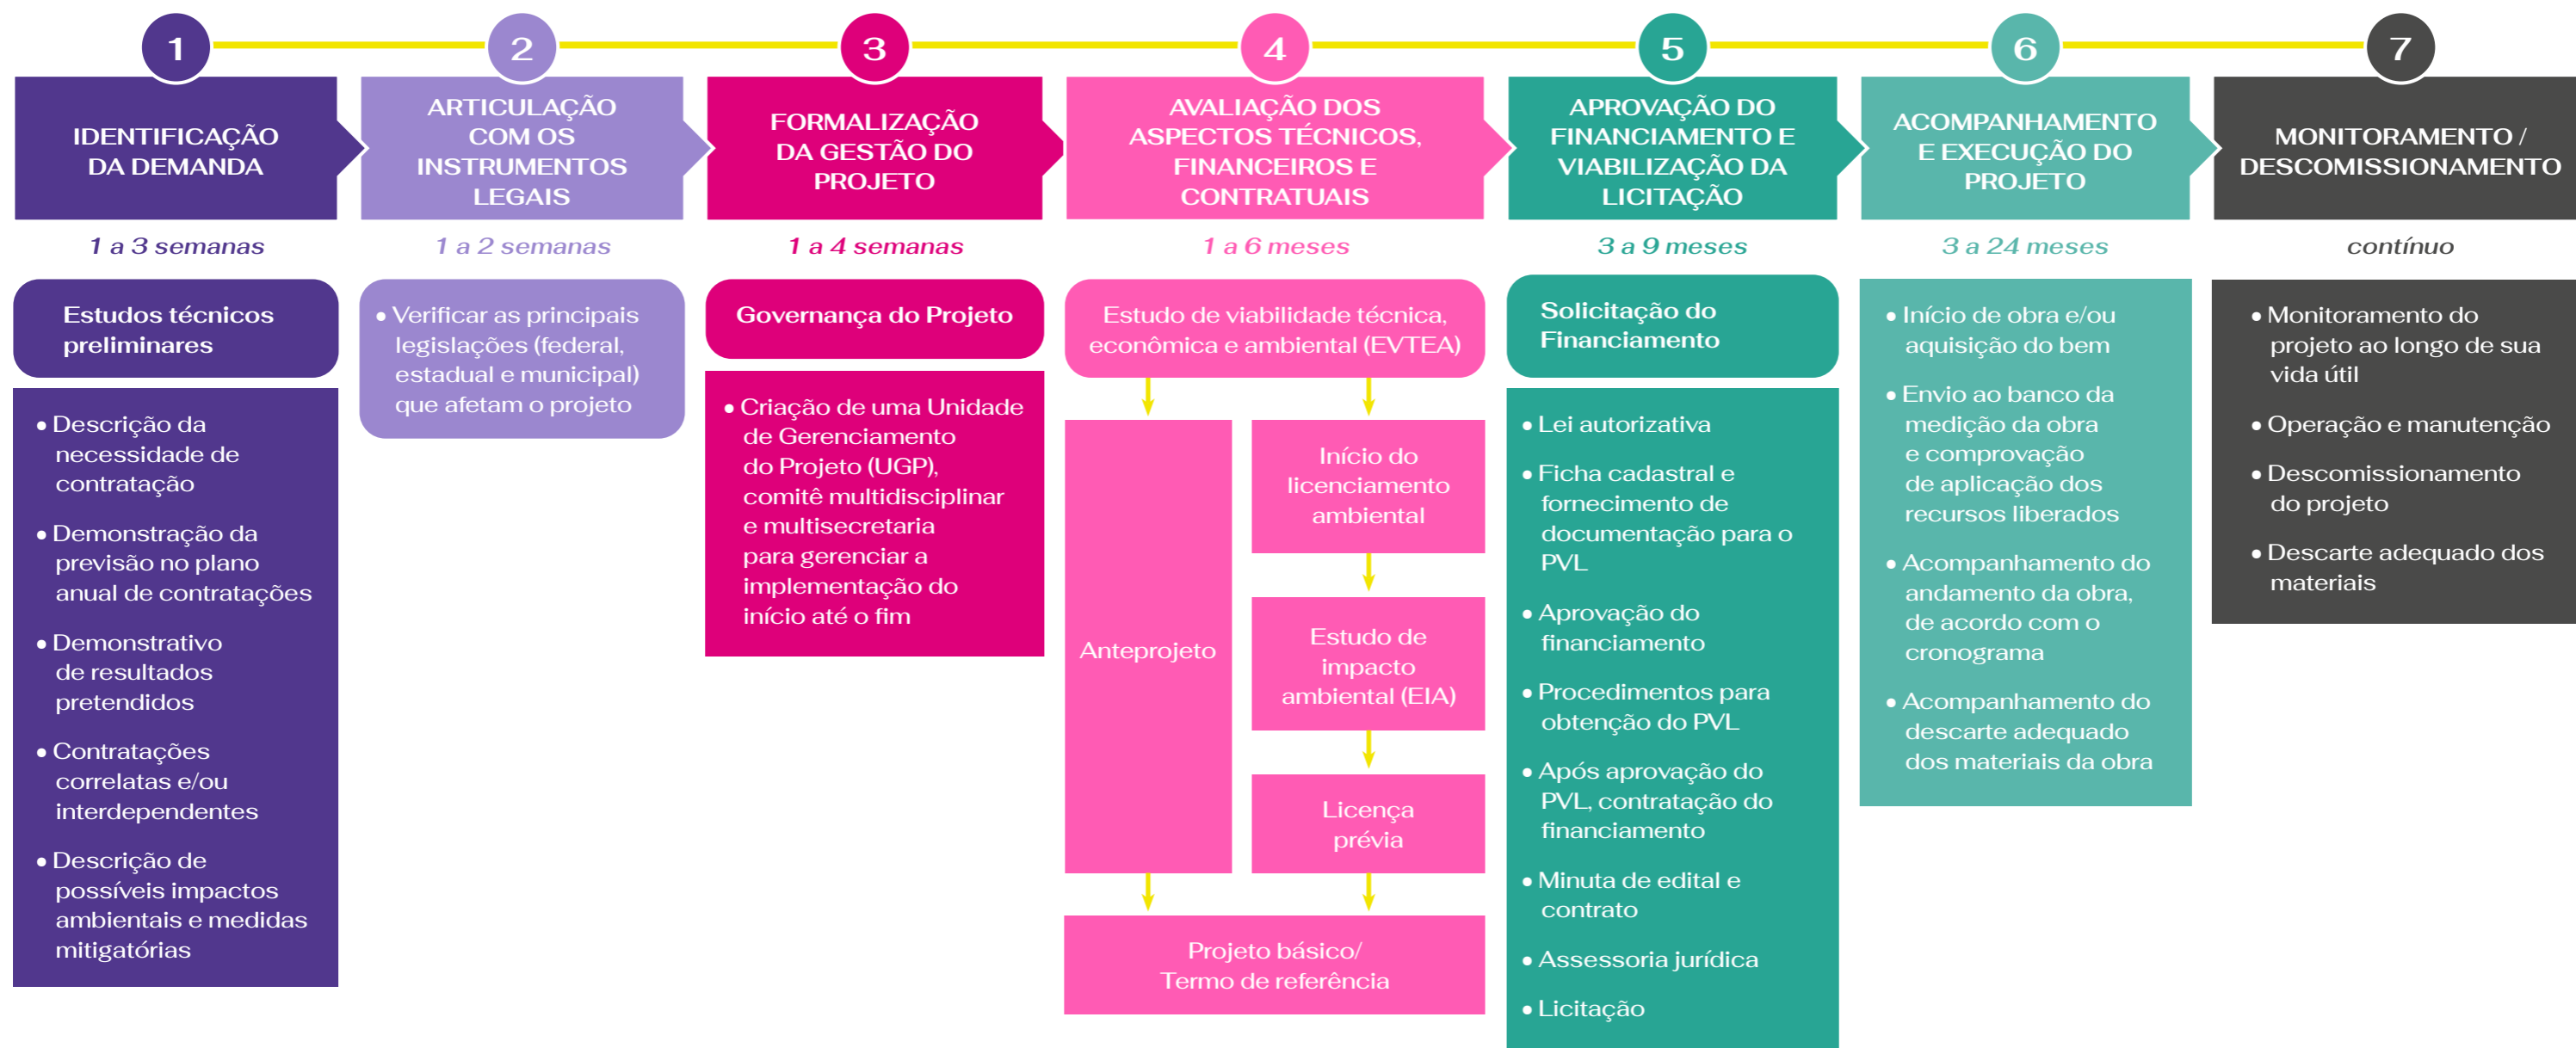 1
IDENTIFICAÇÃO
DA DEMANDA
1 a 3 semanas
Estudos técnicos
preliminares
• Descrição da
necessidade de
contratação
• Demonstração da
previsão no plano
anual de contratações
• Demonstrativo
de resultados
pretendidos
• Contratações
correlatas e/ou
interdependentes
• Descrição de
possíveis impactos
ambientais e medidas
mitigatórias
2
ARTICULAÇÃO
COM OS
INSTRUMENTOS
LEGAIS
1 a 2 semanas
• Verificar as principais
legislações (federal,
estadual e municipal)
que afetam o projeto
3
FORMALIZAÇÃO
DA GESTÃO DO
PROJETO
1 a 4 semanas
Governança do Projeto
• Criação de uma Unidade
de Gerenciamento
do Projeto (UGP),
comitê multidisciplinar
e multisecretaria
para gerenciar a
implementação do
início até o fim
4
AVALIAÇÃO DOS
ASPECTOS TÉCNICOS,
FINANCEIROS E
CONTRATUAIS
1 a 6 meses
Estudo de viabilidade técnica,
econômica e ambiental (EVTEA)
Anteprojeto
Início do
licenciamento
ambiental
Estudo de
impacto
ambiental (EIA)
Licença
prévia
Projeto básico/
Termo de referência
5
APROVAÇÃO DO
FINANCIAMENTO E
VIABILIZAÇÃO DA
LICITAÇÃO
3 a 9 meses
Solicitação do
Financiamento
• Lei autorizativa
• Ficha cadastral e
fornecimento de
documentação para o
PVL
• Aprovação do
financiamento
• Procedimentos para
obtenção do PVL
• Após aprovação do
PVL, contratação do
financiamento
• Minuta de edital e
contrato
• Assessoria jurídica
• Licitação
6
ACOMPANHAMENTO
E EXECUÇÃO DO
PROJETO
3 a 24 meses
• Início de obra e/ou
aquisição do bem
• Envio ao banco da
medição da obra
e comprovação
de aplicação dos
recursos liberados
• Acompanhamento do
andamento da obra,
de acordo com o
cronograma
• Acompanhamento do
descarte adequado
dos materiais da obra
7
MONITORAMENTO /
DESCOMISSIONAMENTO
contínuo
• Monitoramento do
projeto ao longo de sua
vida útil
• Operação e manutenção
• Descomissionamento
do projeto
• Descarte adequado dos
materiais